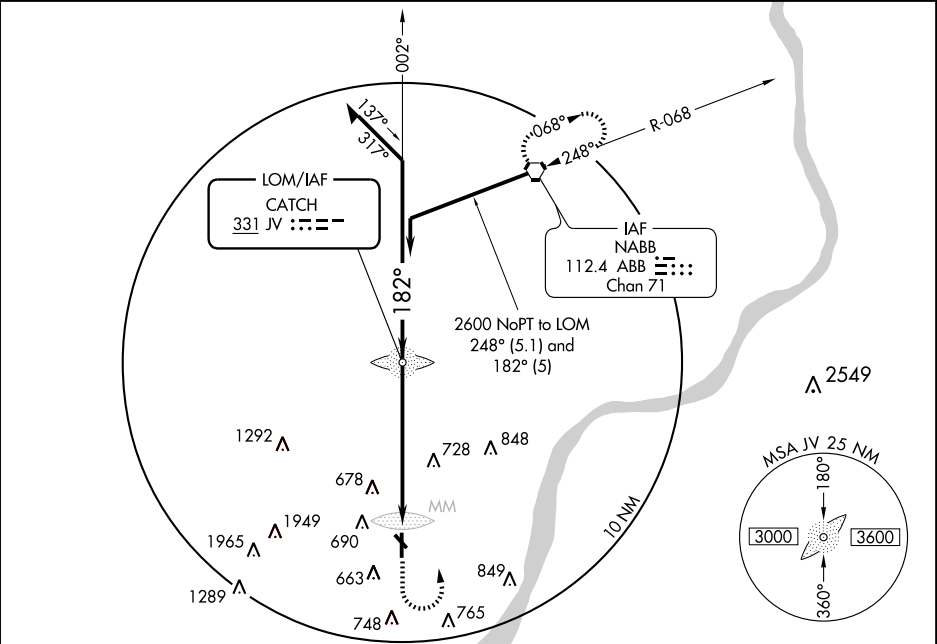 002°
137°
317°
068°
248°
R-068
LOM/IAF
CATCH
331 JV
IAF
NABB
112.4 ABB
Chan 71
182°
2600 NoPT to LOM
248° (5.1) and
182° (5)
2549
1292
728
848
678
MM
MSA JV 25 NM
180°
3000
3600
360°
10 NM
1949
690
1965
1289
663
849
748
765